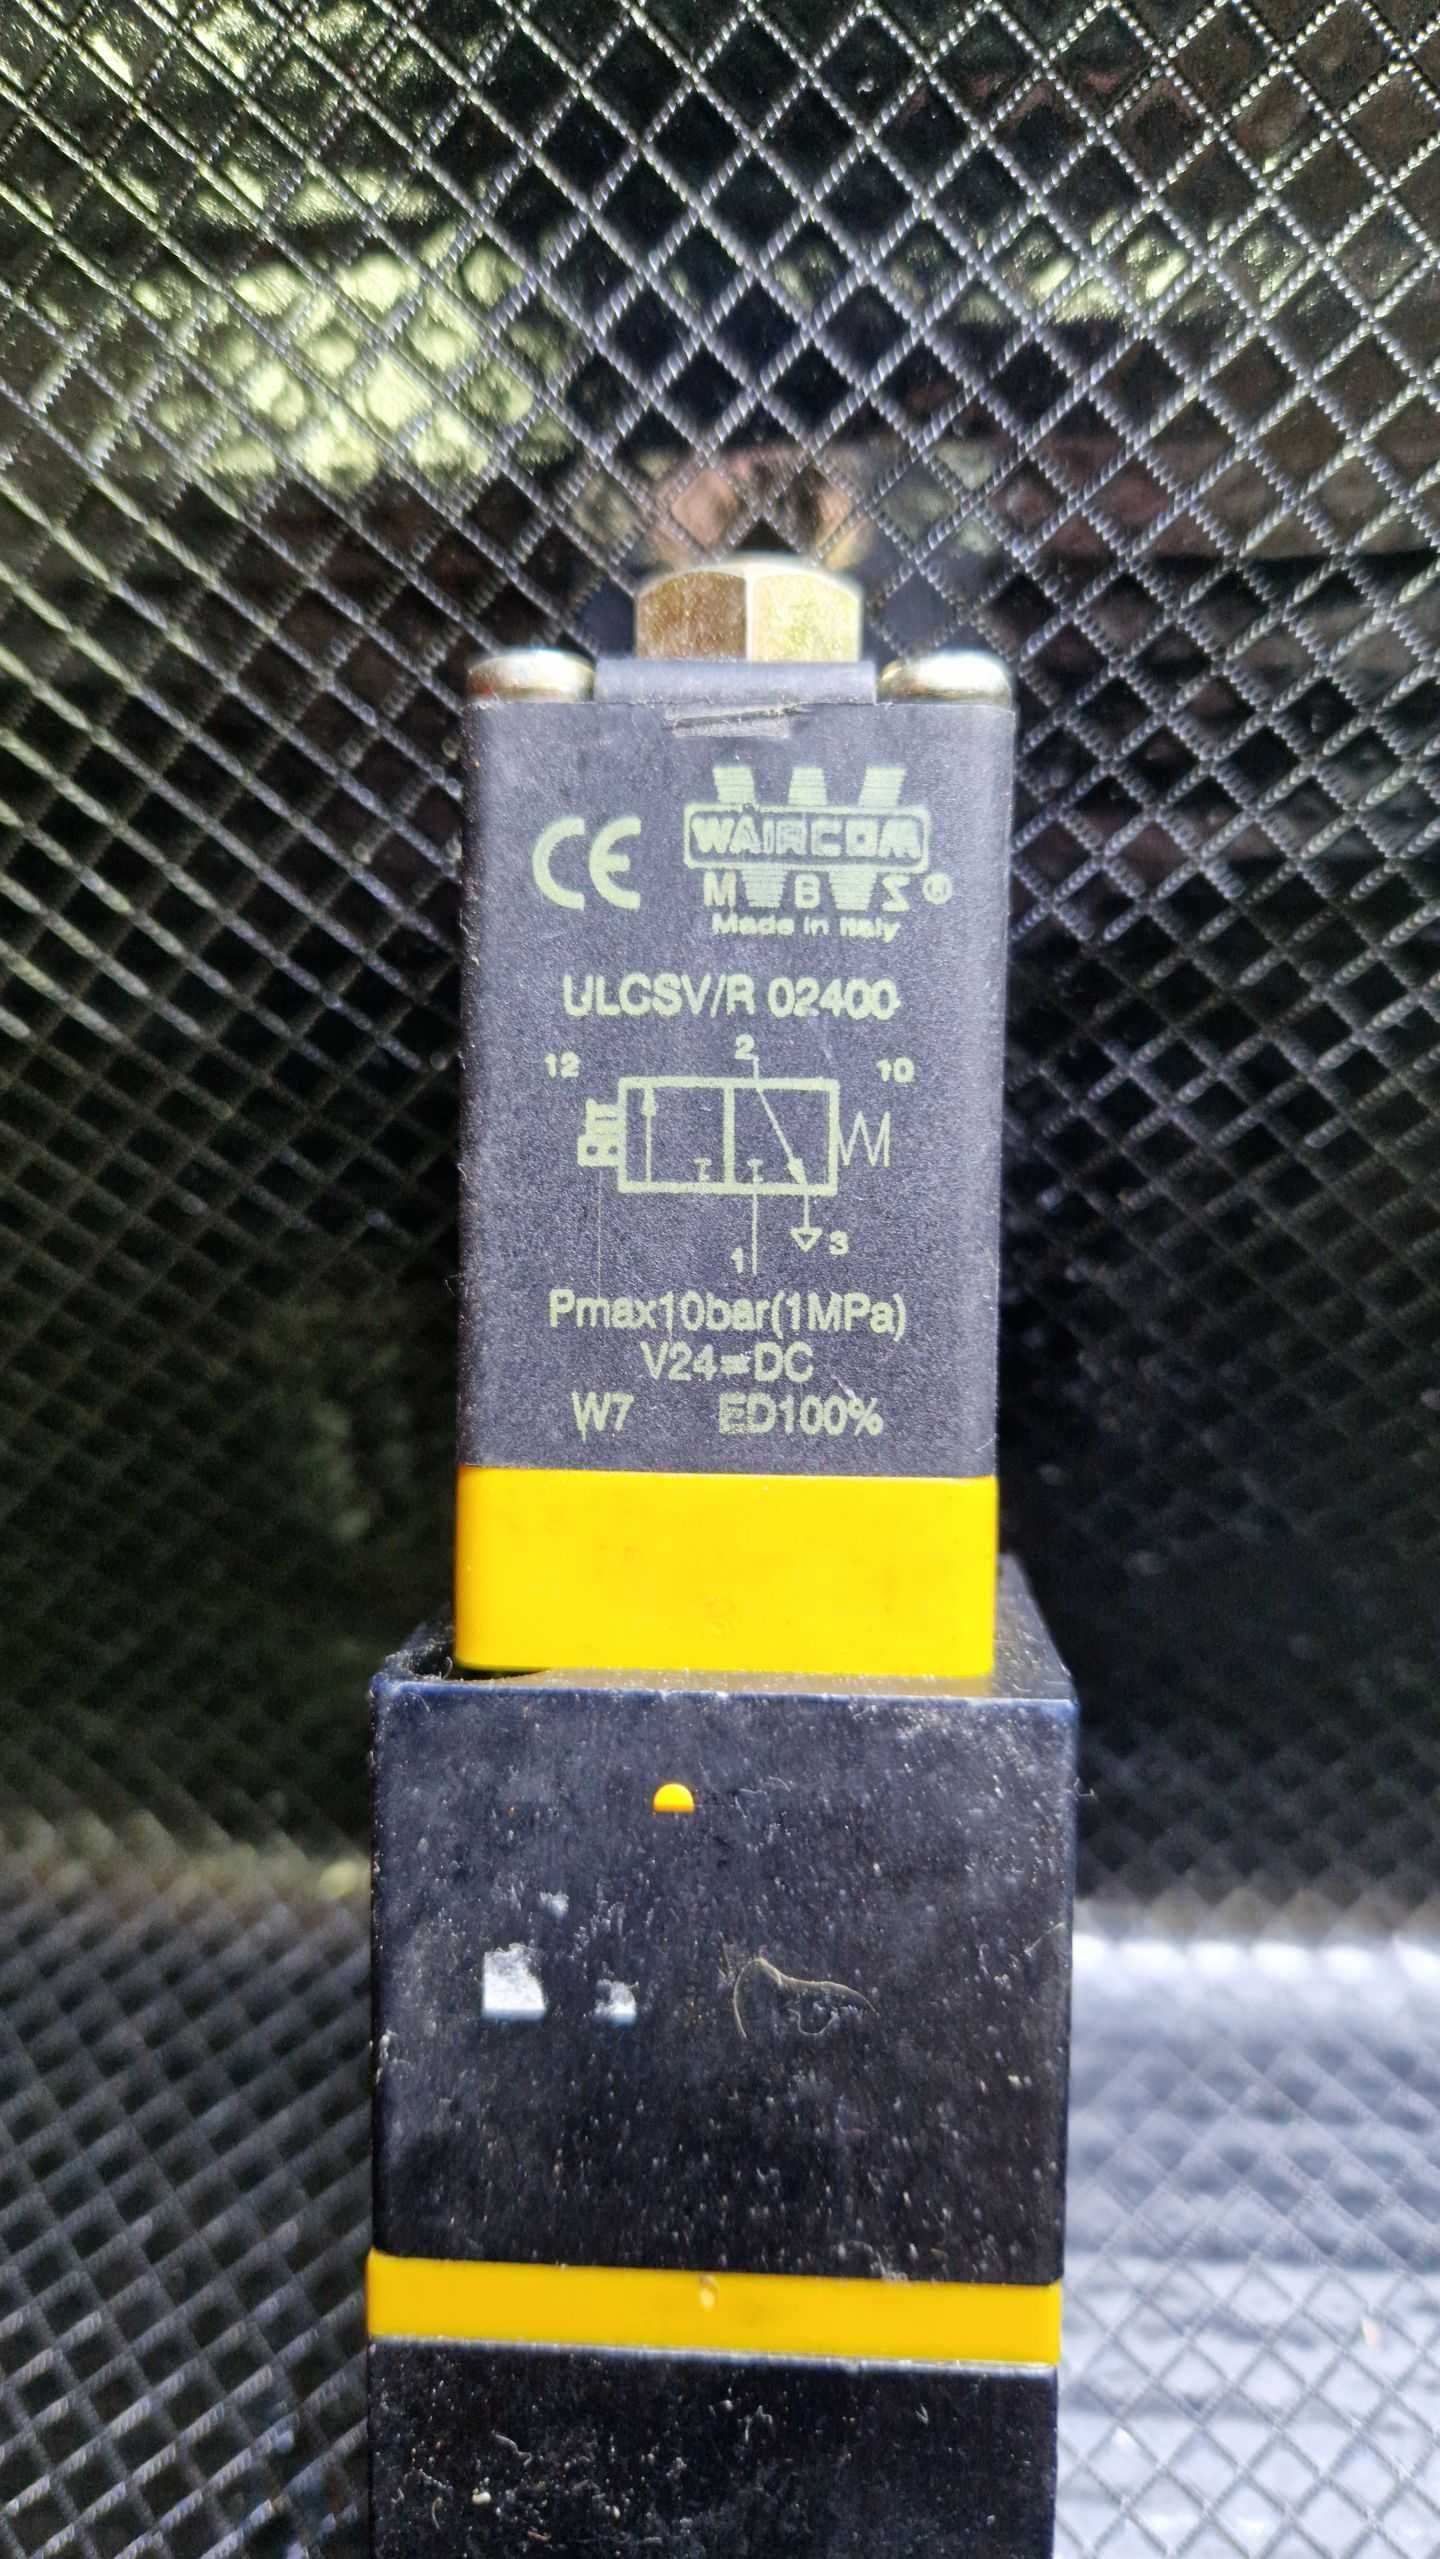 CE
WAIRCOM
M B S ®
Made in Italy
ULCSV/R 02400
12 2 10
1 3
Pmax10bar(1MPa)
V24=DC
W7 ED100%